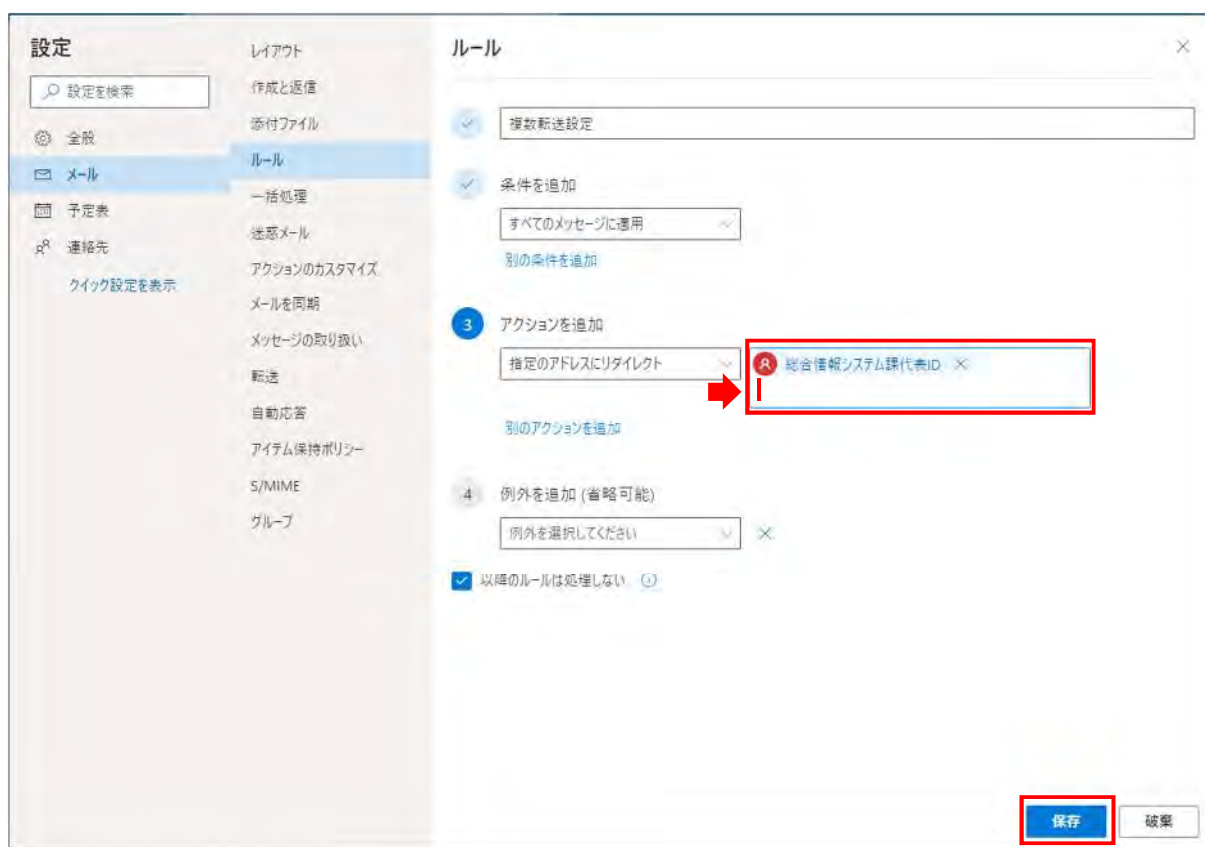 設定
設定を検索
全般
メール
予定表
連絡先
クイック設定を表示
レイアウト
作成と返信
添付ファイル
ルール
一括処理
迷惑メール
アクションのカスタマイズ
メールを同期
メッセージの取り扱い
転送
自動応答
アイテム保持ポリシー
S/MIME
グループ
ルール
複数転送設定
条件を追加
すべてのメッセージに適用
別の条件を追加
3 アクションを追加
指定のアドレスにリダイレクト
総合情報システム課代表ID
別のアクションを追加
4 例外を追加 (省略可能)
例外を選択してください
以降のルールは処理しない
保存 破棄